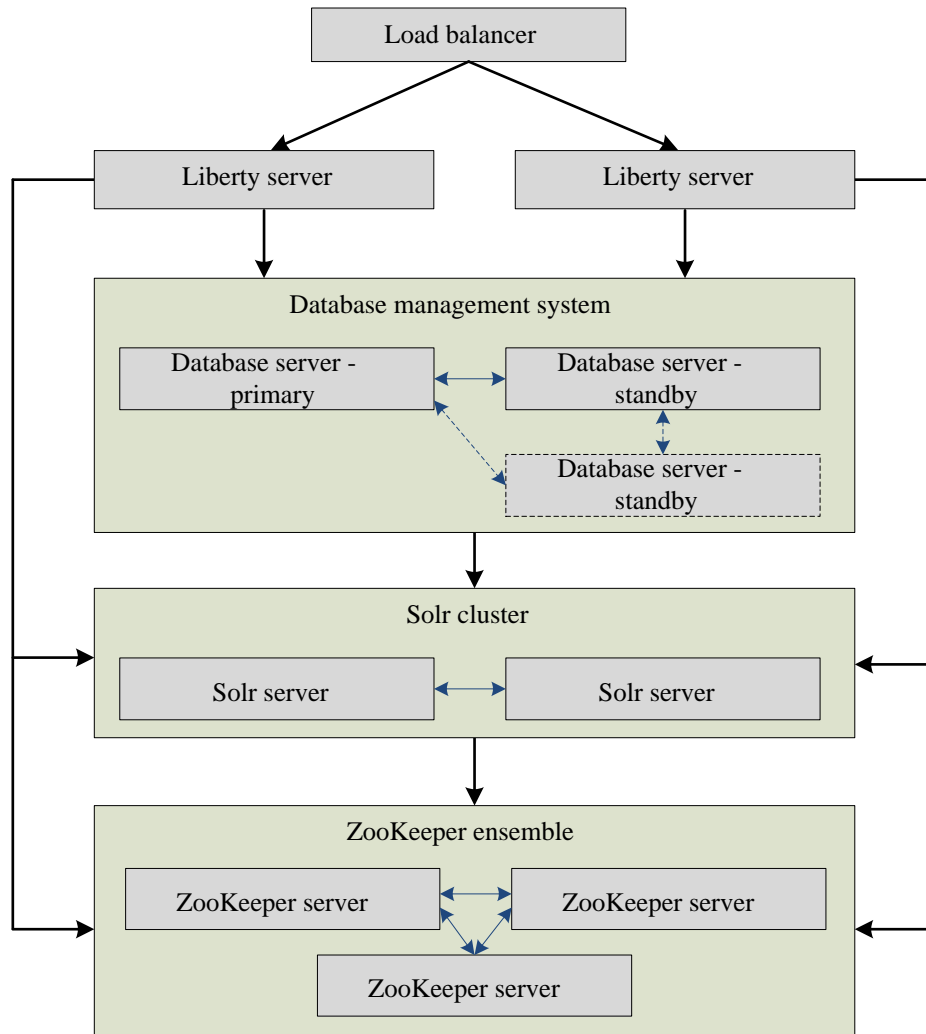 Load balancer
Liberty server
Liberty server
Database management system
Database server -
primary
Database server -
standby
Database server -
standby
Solr cluster
Solr server
Solr server
ZooKeeper ensemble
ZooKeeper server
ZooKeeper server
ZooKeeper server